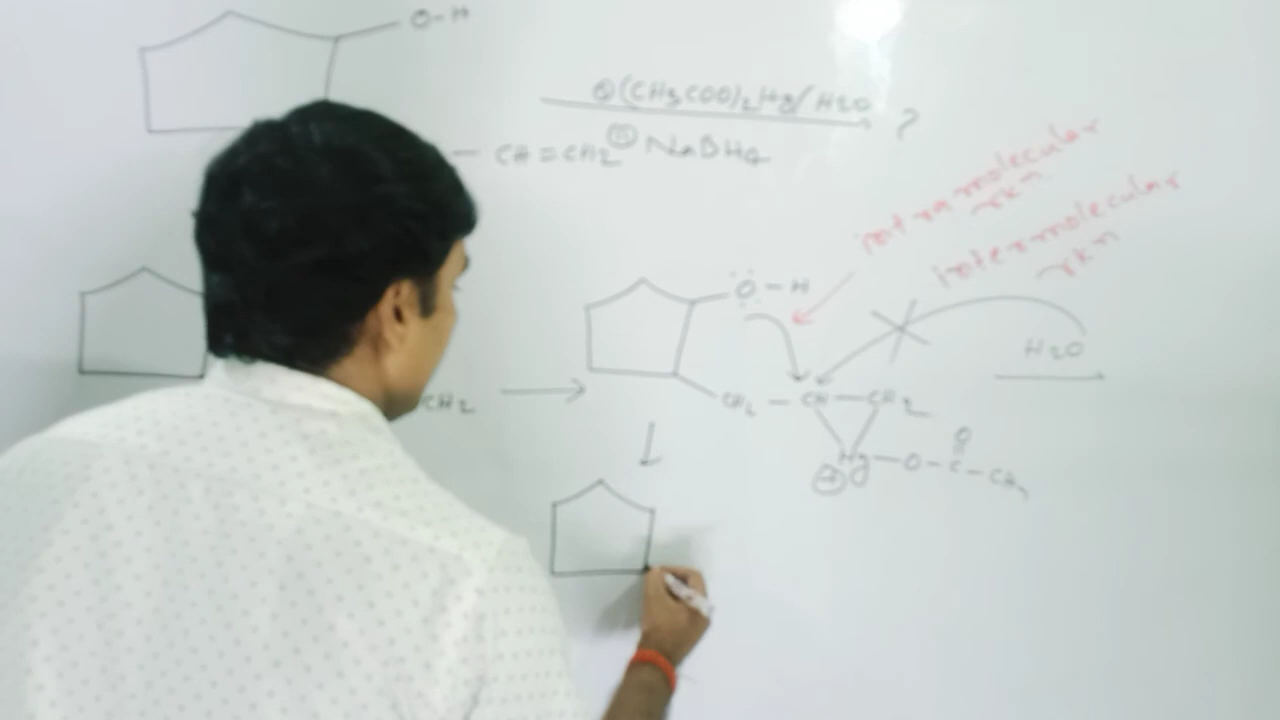 O-H
① (CH3COO)2Hg/H2O
?
— CH=CH2 ② NaBH4
intramolecular
rxn
intermolecular
rxn
O — H
H2O
CH2
CH2 — CH — CH2
O
⊕ Hg — O — C — CH3